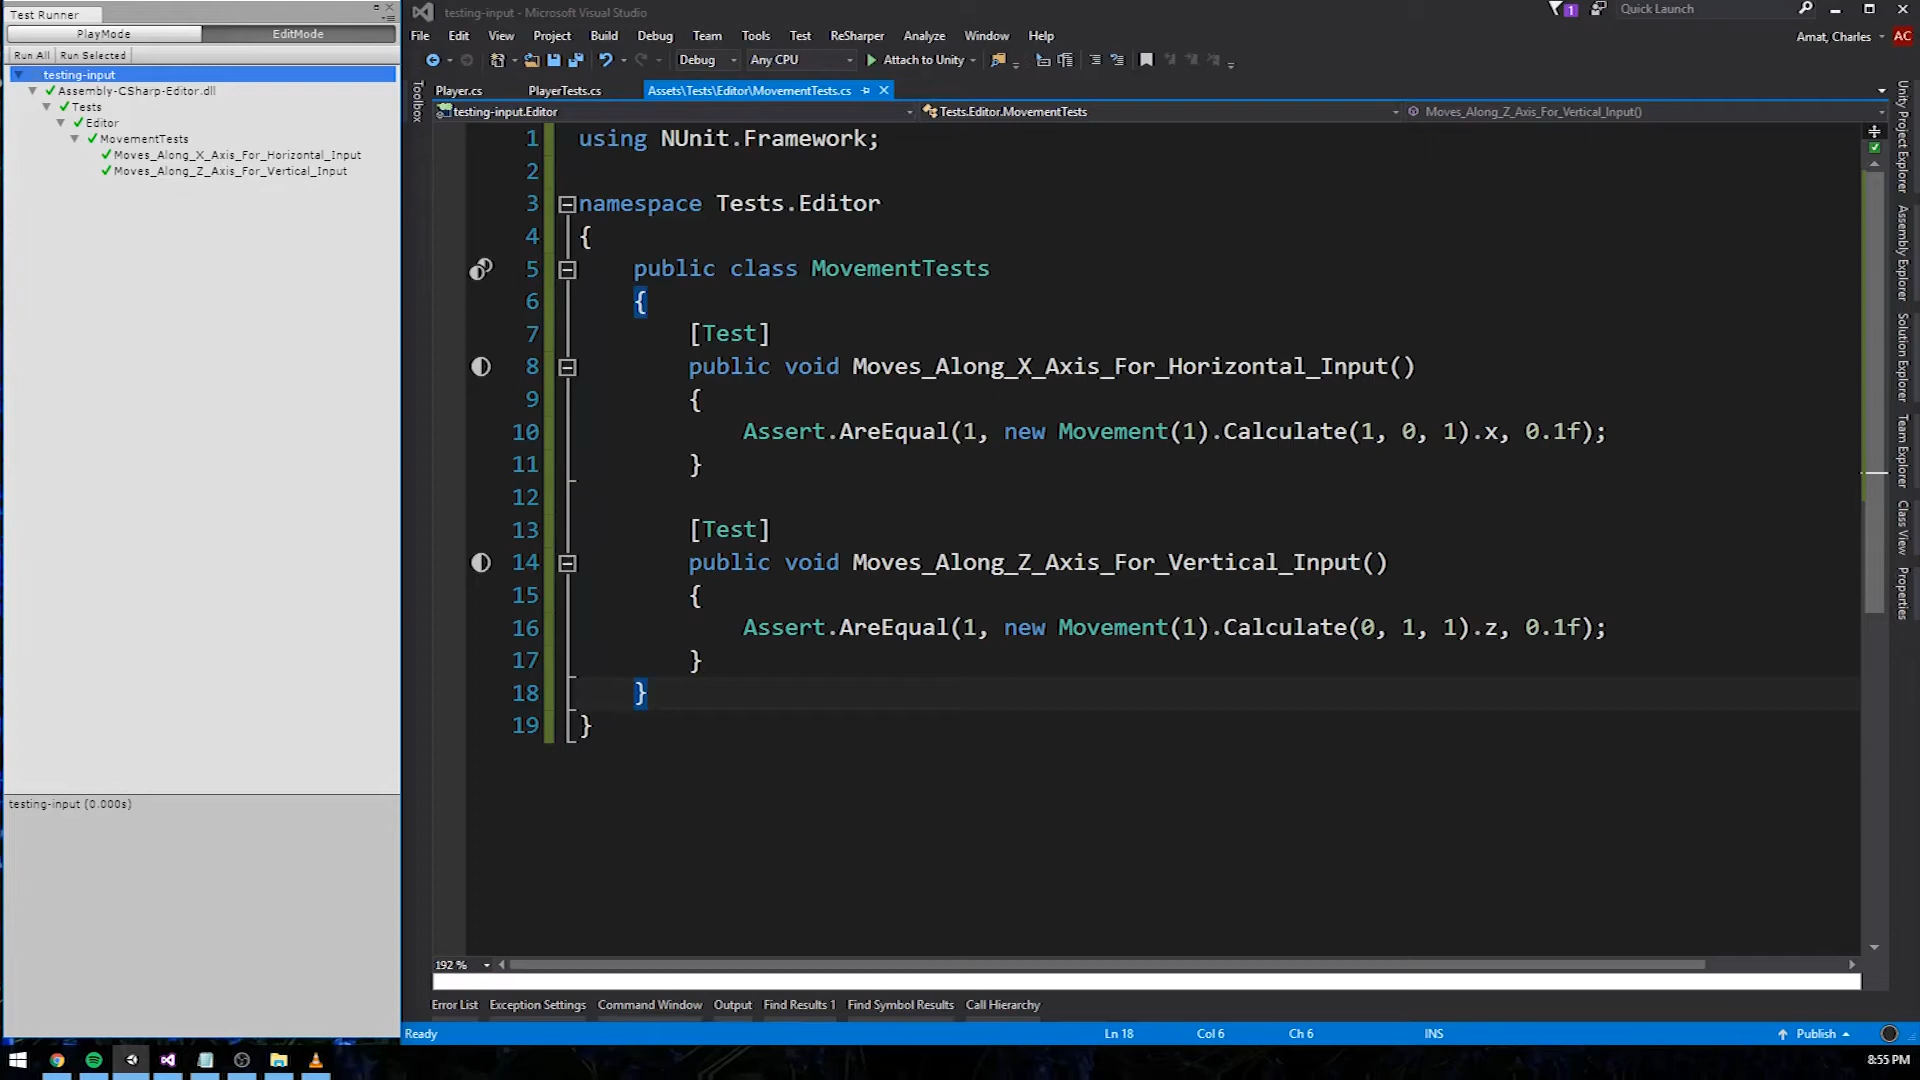 Test Runner
PlayMode
EditMode
Run All
Run Selected
testing-input
Assembly-CSharp-Editor.dll
Tests
Editor
MovementTests
Moves_Along_X_Axis_For_Horizontal_Input
Moves_Along_Z_Axis_For_Vertical_Input
testing-input (0.000s)
testing-input - Microsoft Visual Studio
1
Quick Launch
File Edit View Project Build Debug Team Tools Test ReSharper Analyze Window Help
Amat, Charles
AC
Debug
Any CPU
Attach to Unity
Toolbox
Player.cs
PlayerTests.cs
Assets\Tests\Editor\MovementTests.cs
testing-input.Editor
Tests.Editor.MovementTests
Moves_Along_Z_Axis_For_Vertical_Input()
1 using NUnit.Framework;
2
3 namespace Tests.Editor
4 {
5 public class MovementTests
6 {
7 [Test]
8 public void Moves_Along_X_Axis_For_Horizontal_Input()
9 {
10 Assert.AreEqual(1, new Movement(1).Calculate(1, 0, 1).x, 0.1f);
11 }
12
13 [Test]
14 public void Moves_Along_Z_Axis_For_Vertical_Input()
15 {
16 Assert.AreEqual(1, new Movement(1).Calculate(0, 1, 1).z, 0.1f);
17 }
18 }
19 }
Unity Project Explorer
Assembly Explorer
Solution Explorer
Team Explorer
Class View
Properties
192 %
Error List
Exception Settings
Command Window
Output
Find Results 1
Find Symbol Results
Call Hierarchy
Ready
Ln 18
Col 6
Ch 6
INS
Publish
8:55 PM